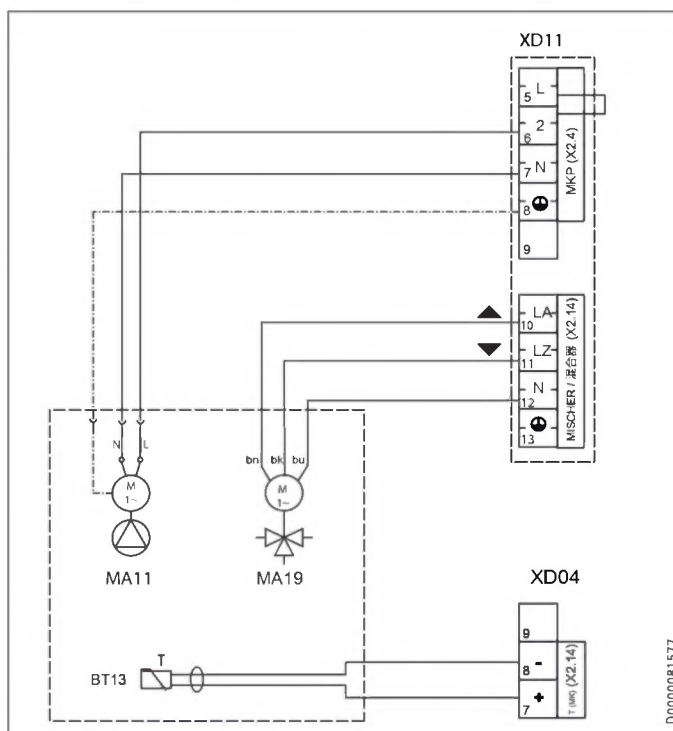 XD11
5 L
6 2
7 N
8
9
MKP (X2.4)
10 LA
11 LZ
12 N
13
MISCHER / 混合器 (X2.14)
N L
bn bk bu
M
1~
M
1~
MA11
MA19
XD04
9
8 -
7 +
T (MK) (X2.14)
T
BT13
D0000081577